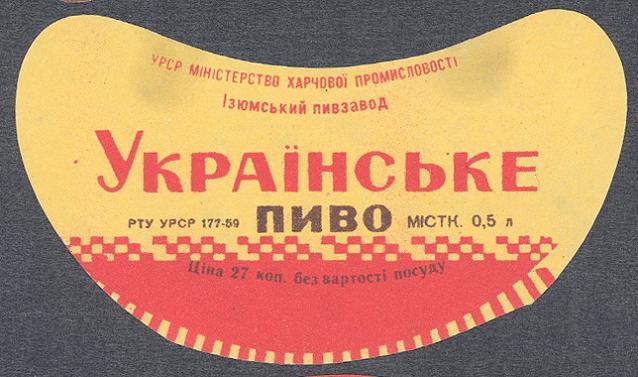 УРСР МІНІСТЕРСТВО ХАРЧОВОЇ ПРОМИСЛОВОСТІ
Ізюмський пивзавод
УКРАЇНСЬКЕ
РТУ УРСР 177-59 ПИВО МІСТК. 0,5 л
Ціна 27 коп. без вартості посуду